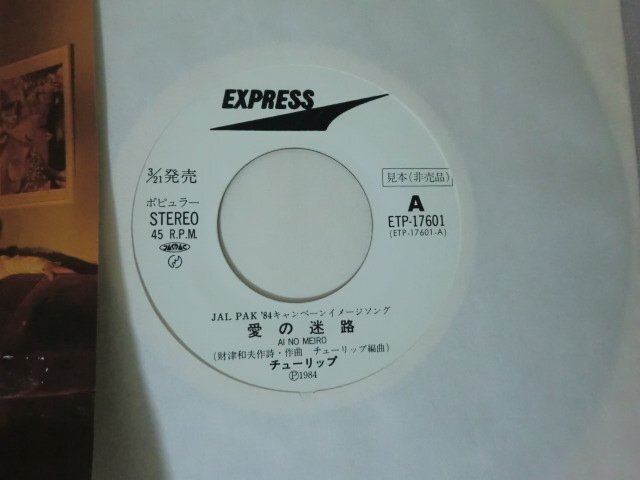 EXPRESS
3/21発売
見本(非売品)
ポピュラー
STEREO
45 R.P.M.
A
ETP-17601
(ETP-17601-A)
JAL PAK '84キャンペーンイメージソング
愛の迷路
AI NO MEIRO
(財津和夫作詩・作曲 チューリップ編曲)
チューリップ
Ⓟ1984